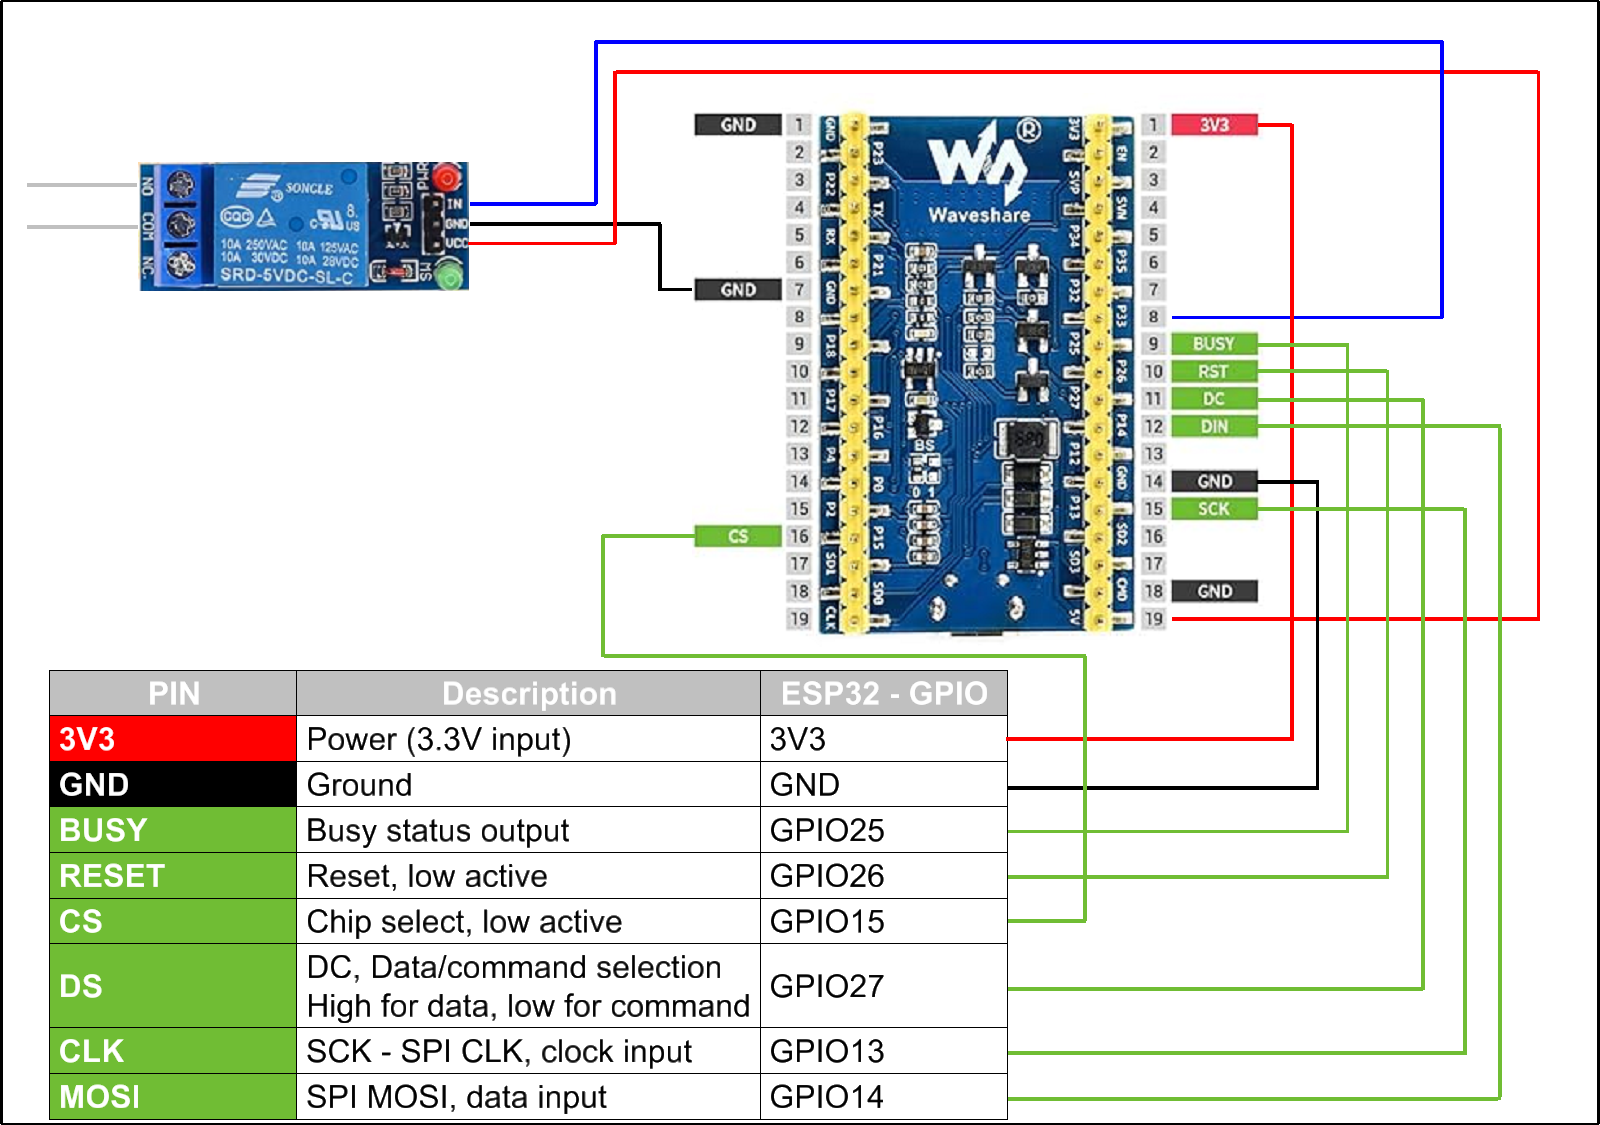 GND 1
2
3
4
5
6
GND 7
8
9
10
11
12
13
14
15
CS 16
17
18
19
GND
P23
P22
TX
RX
P21
GND
P18
P17
P16
P4
P0
P2
P15
SD1
SD0
CLK
®
Waveshare
BS
0 1
3V3
EN
SVP
SVN
P34
P35
P32
P33
P25
P26
P27
P14
P12
GND
P13
SD2
SD3
CMD
5V
1 3V3
2
3
4
5
6
7
8
9 BUSY
10 RST
11 DC
12 DIN
13
14 GND
15 SCK
16
17
18 GND
19
NO
COM
NC
SONGLE
®
CQC
c US
8.
10A 250VAC 10A 125VAC
10A 30VDC 10A 28VDC
SRD-5VDC-SL-C
PWR
IN
GND
VCC
PIN Description ESP32 - GPIO
3V3 Power (3.3V input) 3V3
GND Ground GND
BUSY Busy status output GPIO25
RESET Reset, low active GPIO26
CS Chip select, low active GPIO15
DS DC, Data/command selection
High for data, low for command GPIO27
CLK SCK - SPI CLK, clock input GPIO13
MOSI SPI MOSI, data input GPIO14